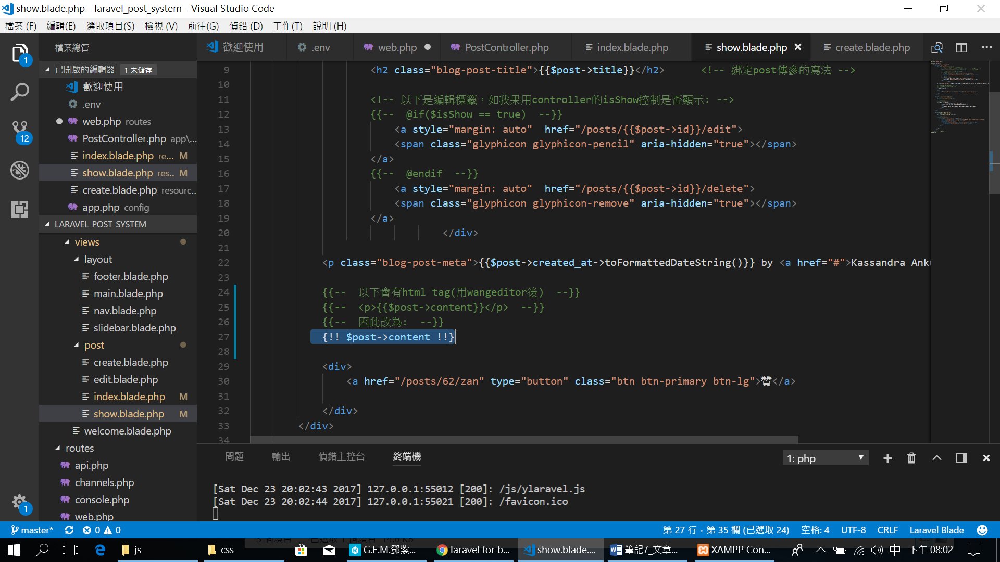 show.blade.php - laravel_post_system - Visual Studio Code
檔案 (F) 編輯(E) 選取項目(S) 檢視 (V) 前往(G) 偵錯 (D) 工作(T) 說明 (H)
檔案總管
歡迎使用 .env web.php PostController.php index.blade.php show.blade.php create.blade.php
1
已開啟的編輯器 1 未儲存
歡迎使用
.env
web.php routes
12
PostController.php app\...
index.blade.php re... M
show.blade.php res.. M
create.blade.php resourc...
app.php config
LARAVEL_POST_SYSTEM
views
layout
footer.blade.php
main.blade.php
nav.blade.php
slidebar.blade.php
post
create.blade.php
edit.blade.php
index.blade.php M
show.blade.php M
welcome.blade.php
routes
api.php
channels.php
console.php
web.php
1
9 <h2 class="blog-post-title">{{$post->title}}</h2> <!-- 綁定post傳參的寫法 -->
10
11 <!-- 以下是編輯標籤，如我果用controller的isShow控制是否顯示: -->
12 {{-- @if($isShow == true) --}}
13 <a style="margin: auto" href="/posts/{{$post->id}}/edit">
14 <span class="glyphicon glyphicon-pencil" aria-hidden="true"></span>
15 </a>
16 {{-- @endif --}}
17 <a style="margin: auto" href="/posts/{{$post->id}}/delete">
18 <span class="glyphicon glyphicon-remove" aria-hidden="true"></span>
19 </a>
20 </div>
21
22 <p class="blog-post-meta">{{$post->created_at->toFormattedDateString()}} by <a href="#">Kassandra Ank
23
24 {{-- 以下會有html tag(用wangeditor後) --}}
25 {{-- <p>{{$post->content}}</p> --}}
26 {{-- 因此改為: --}}
27 {!! $post->content !!}
28
29 <div>
30 <a href="/posts/62/zan" type="button" class="btn btn-primary btn-lg">贊</a>
31
32 </div>
33 </div>
34
問題 輸出 偵錯主控台 終端機 1: php
[Sat Dec 23 20:02:43 2017] 127.0.0.1:55012 [200]: /js/ylaravel.js
[Sat Dec 23 20:02:44 2017] 127.0.0.1:55021 [200]: /favicon.ico
master* 0 0 第 27 行，第 35 欄 (已選取 24) 空格: 4 UTF-8 CRLF Laravel Blade
js css G.E.M.鄧紫... laravel for b... show.blade.... 筆記7_文章... XAMPP Con... 中 下午 08:02